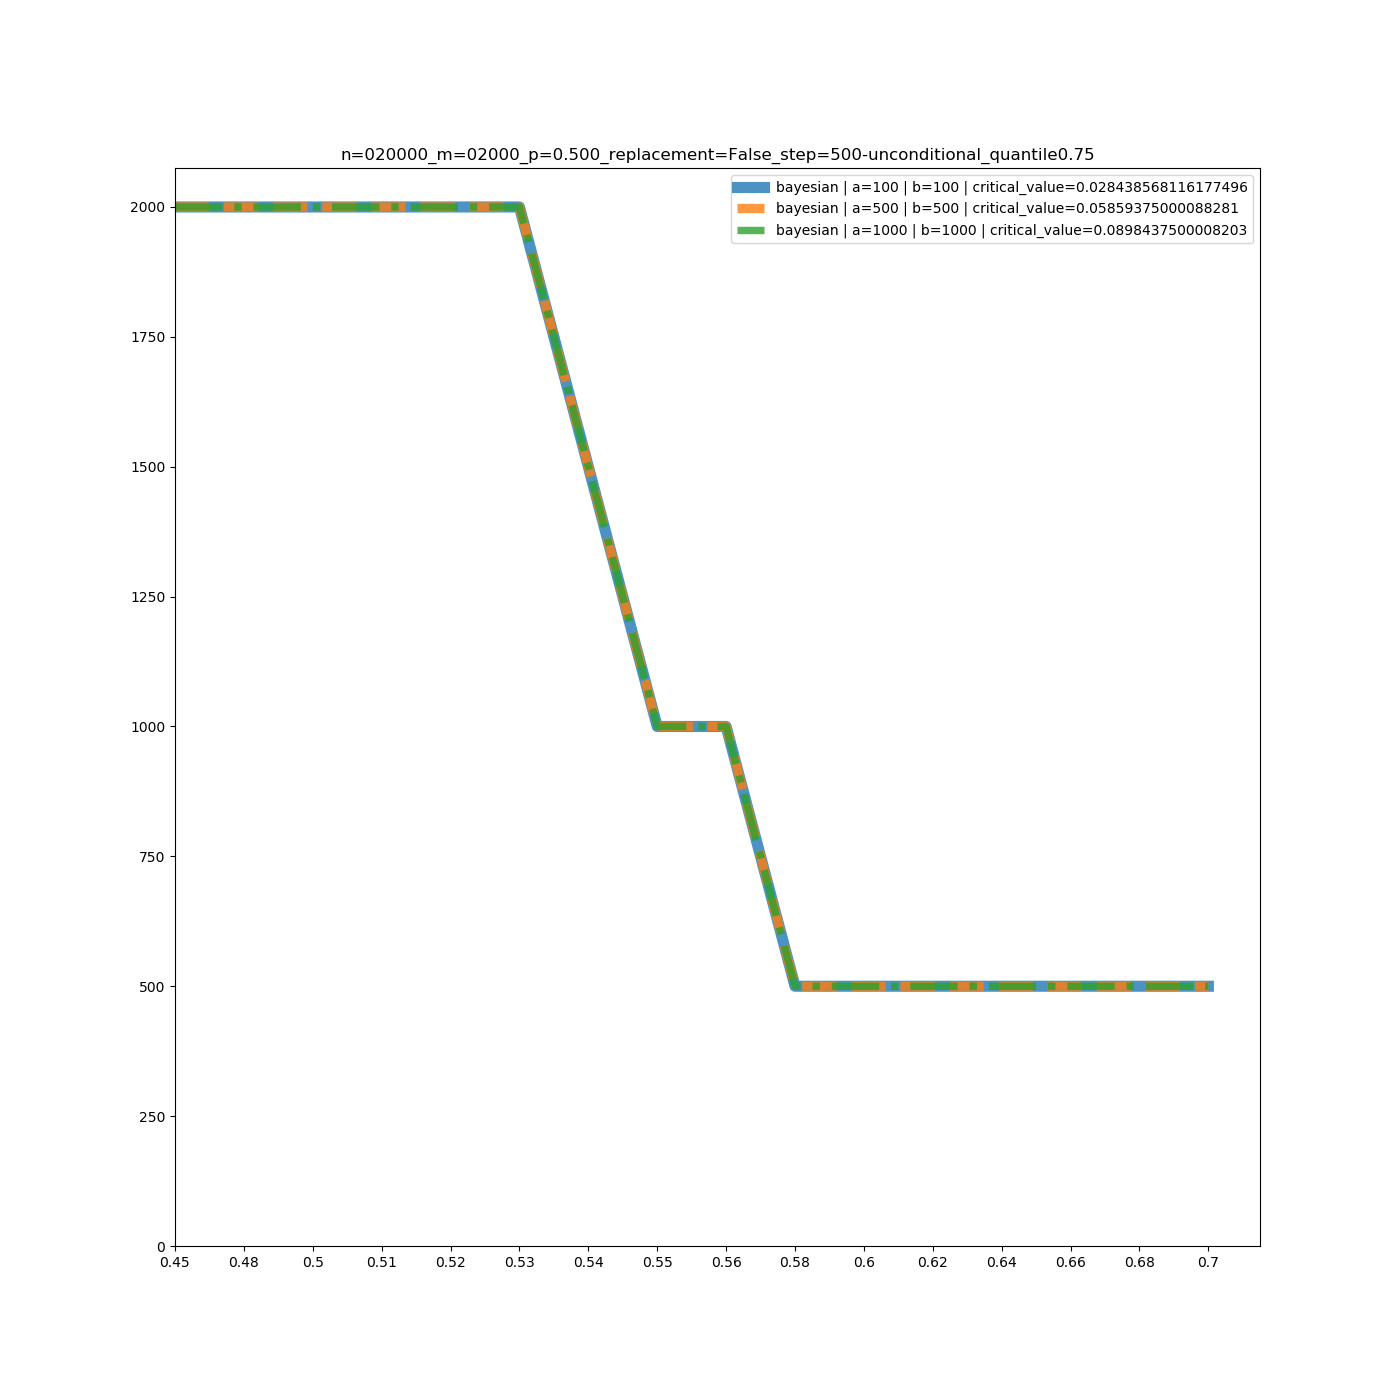 n=020000_m=02000_p=0.500_replacement=False_step=500-unconditional_quantile0.75
bayesian | a=100 | b=100 | critical_value=0.028438568116177496
bayesian | a=500 | b=500 | critical_value=0.05859375000088281
bayesian | a=1000 | b=1000 | critical_value=0.0898437500008203
2000
1750
1500
1250
1000
750
500
250
0
0.45 0.48 0.5 0.51 0.52 0.53 0.54 0.55 0.56 0.58 0.6 0.62 0.64 0.66 0.68 0.7